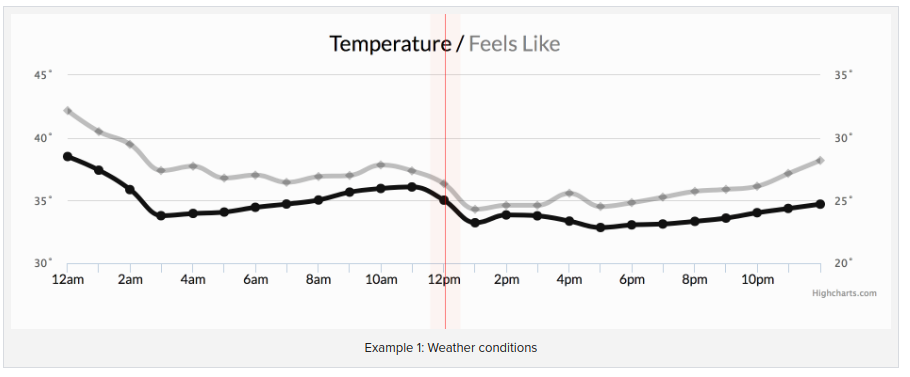 Temperature / Feels Like
45° 35°
40° 30°
35° 25°
30° 20°
12am 2am 4am 6am 8am 10am 12pm 2pm 4pm 6pm 8pm 10pm
Highcharts.com
Example 1: Weather conditions